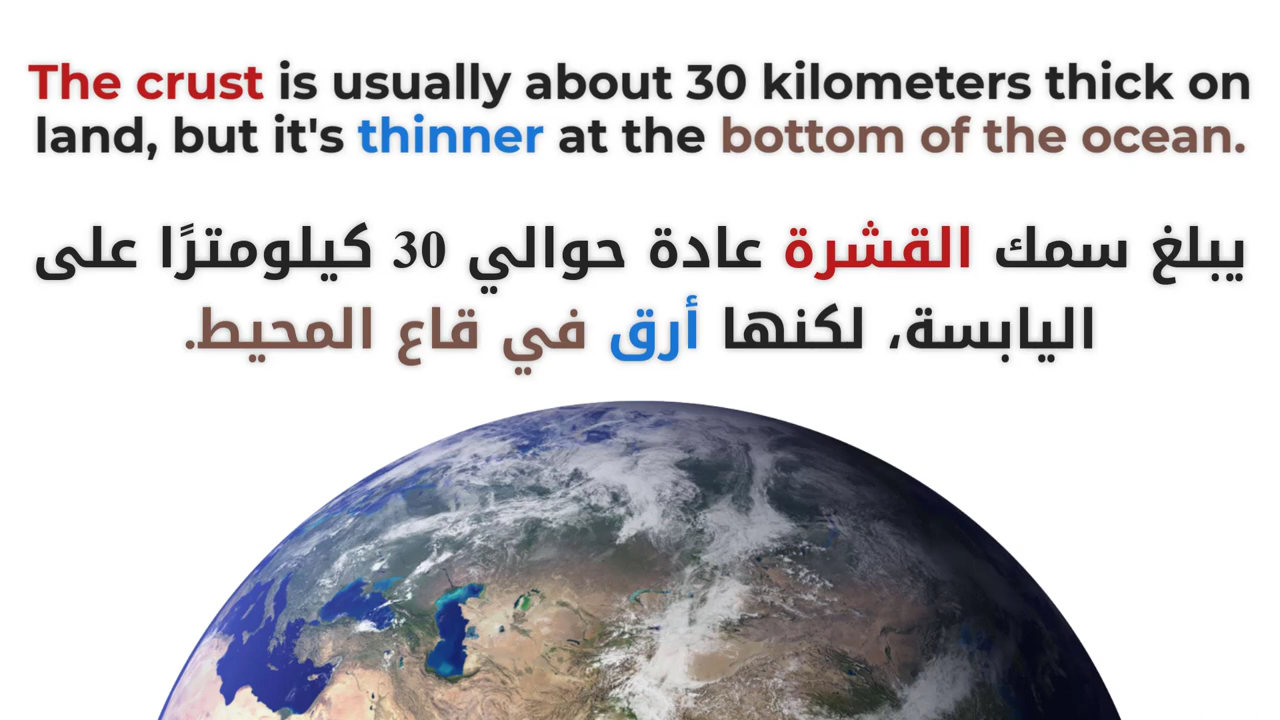 The crust is usually about 30 kilometers thick on
land, but it's thinner at the bottom of the ocean.
يبلغ سمك القشرة عادة حوالي 30 كيلومترًا على
اليابسة، لكنها أرق في قاع المحيط.